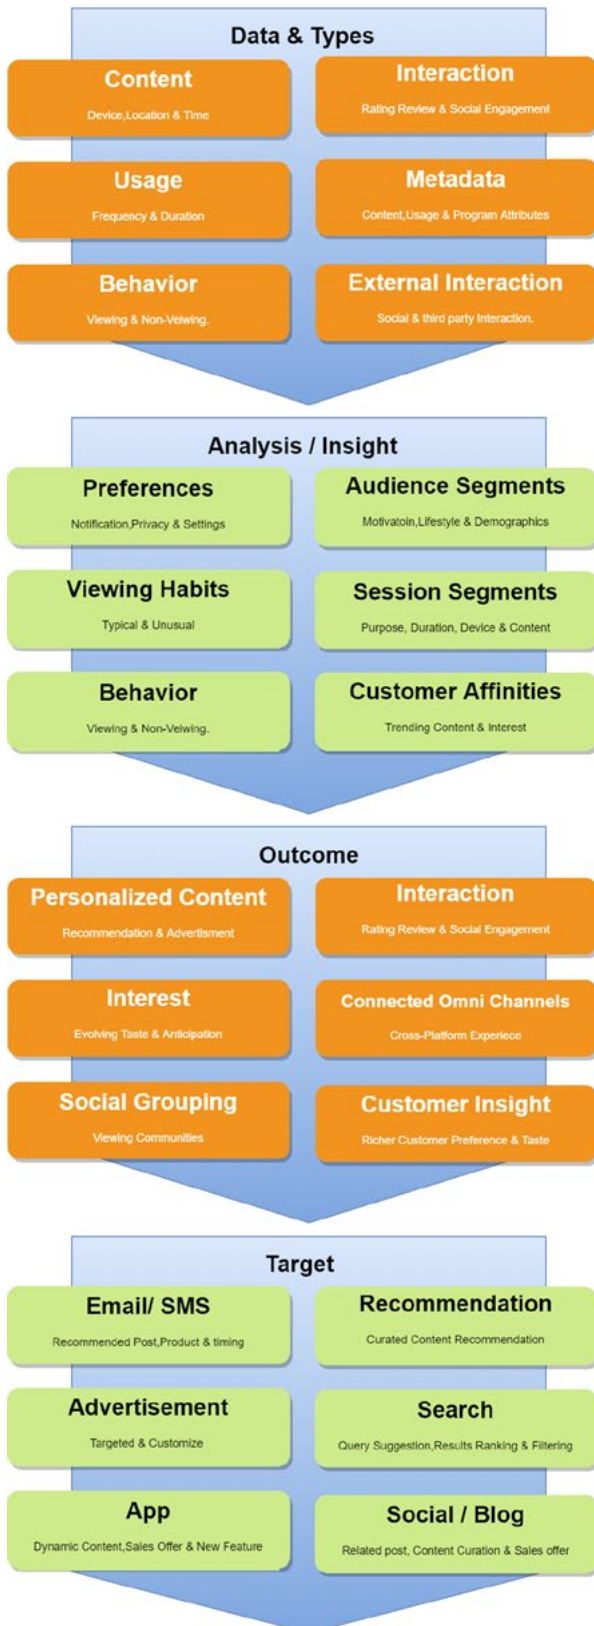 Data & Types
Content
Device,Location & Time
Interaction
Rating Review & Social Engagement
Usage
Frequency & Duration
Metadata
Content,Usage & Program Attributes
Behavior
Viewing & Non-Veiwing.
External Interaction
Social & third party Interaction.
Analysis / Insight
Preferences
Notification,Privacy & Settings
Audience Segments
Motivatoin,Lifestyle & Demographics
Viewing Habits
Typical & Unusual
Session Segments
Purpose, Duration, Device & Content
Behavior
Viewing & Non-Veiwing.
Customer Affinities
Trending Content & Interest
Outcome
Personalized Content
Recommendation & Advertisment
Interaction
Rating Review & Social Engagement
Interest
Evolving Taste & Anticipation
Connected Omni Channels
Cross-Platform Experiece
Social Grouping
Viewing Communities
Customer Insight
Richer Customer Preference & Taste
Target
Email/ SMS
Recommended Post,Product & timing
Recommendation
Curated Content Recommendation
Advertisement
Targeted & Customize
Search
Query Suggestion,Results Ranking & Filtering
App
Dynamic Content,Sales Offer & New Feature
Social / Blog
Related post, Content Curation & Sales offer